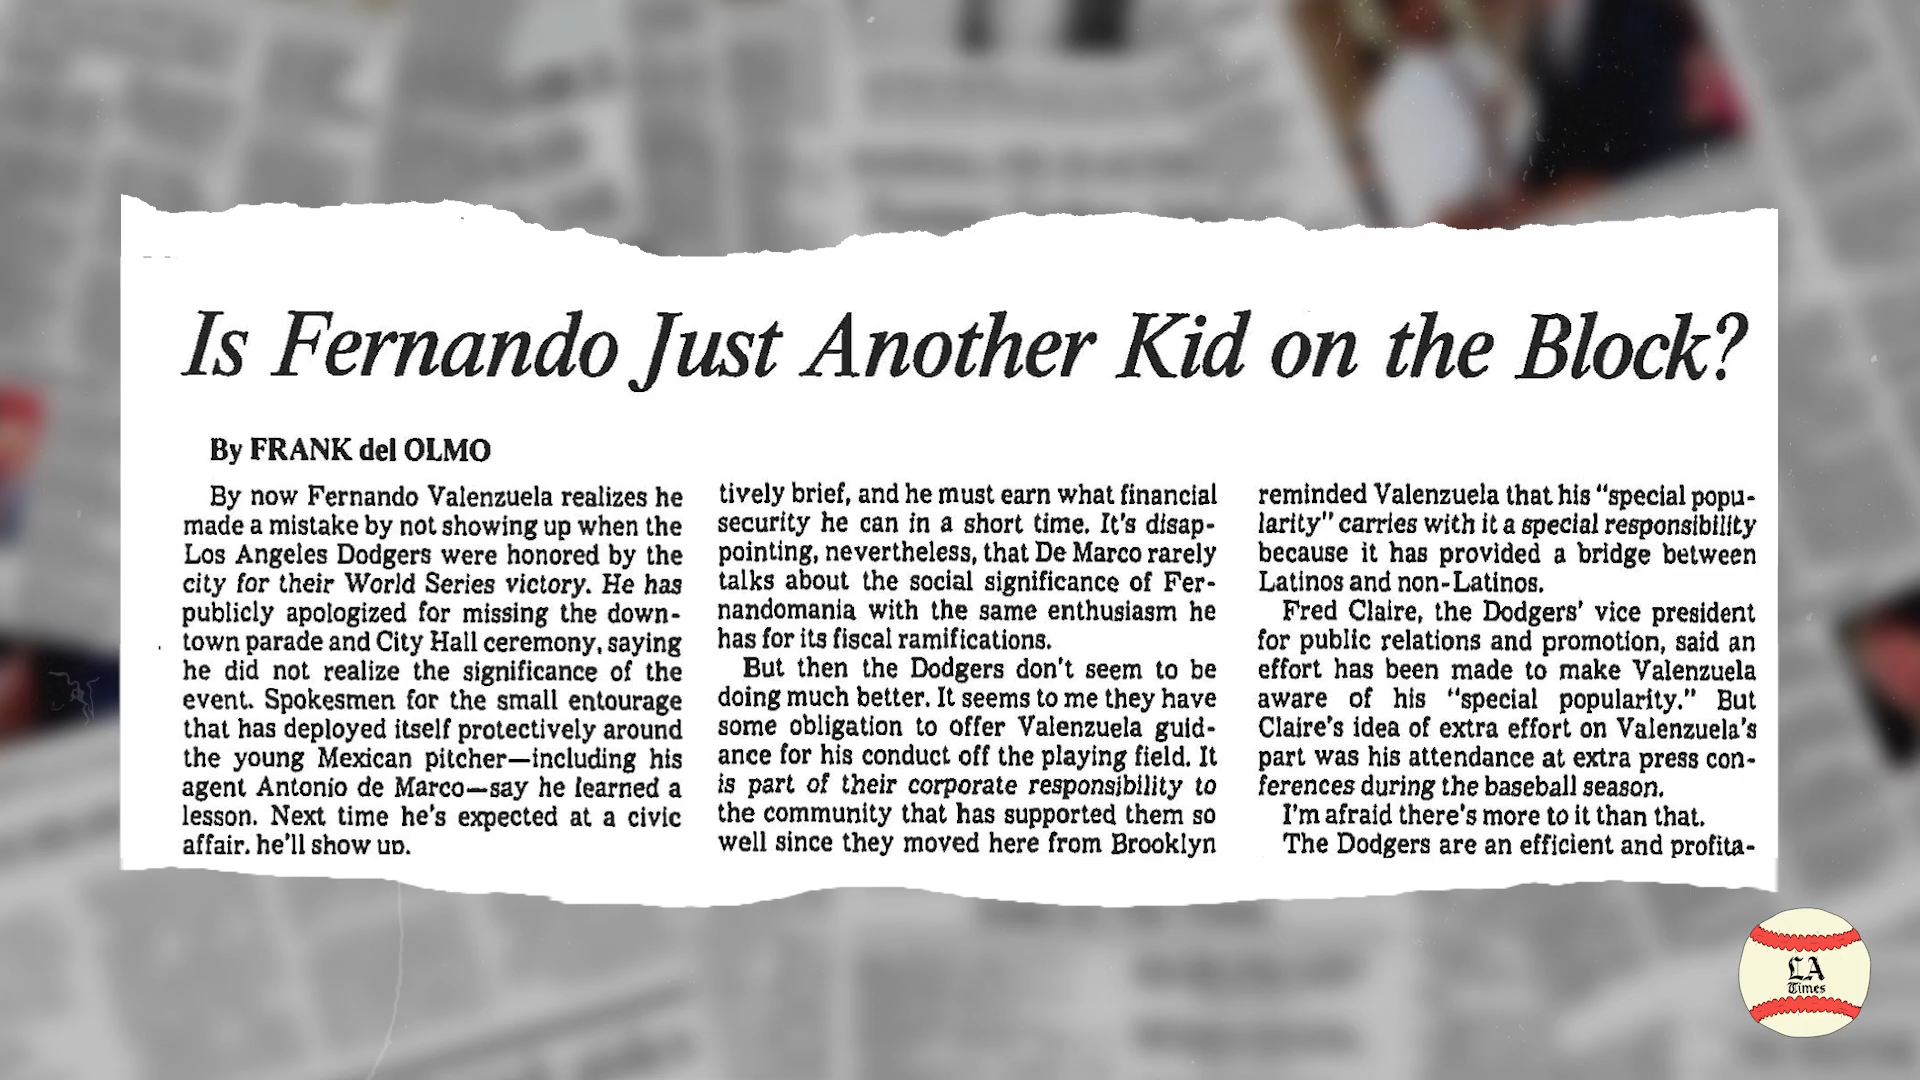 Is Fernando Just Another Kid on the Block?
By FRANK del OLMO
By now Fernando Valenzuela realizes he
made a mistake by not showing up when the
Los Angeles Dodgers were honored by the
city for their World Series victory. He has
publicly apologized for missing the down-
town parade and City Hall ceremony, saying
he did not realize the significance of the
event. Spokesmen for the small entourage
that has deployed itself protectively around
the young Mexican pitcher—including his
agent Antonio de Marco—say he learned a
lesson. Next time he's expected at a civic
affair, he'll show up.
tively brief, and he must earn what financial
security he can in a short time. It's disap-
pointing, nevertheless, that De Marco rarely
talks about the social significance of Fer-
nandomania with the same enthusiasm he
has for its fiscal ramifications.
But then the Dodgers don't seem to be
doing much better. It seems to me they have
some obligation to offer Valenzuela guid-
ance for his conduct off the playing field. It
is part of their corporate responsibility to
the community that has supported them so
well since they moved here from Brooklyn
reminded Valenzuela that his "special popu-
larity" carries with it a special responsibility
because it has provided a bridge between
Latinos and non-Latinos.
Fred Claire, the Dodgers' vice president
for public relations and promotion, said an
effort has been made to make Valenzuela
aware of his "special popularity." But
Claire's idea of extra effort on Valenzuela's
part was his attendance at extra press con-
ferences during the baseball season.
I'm afraid there's more to it than that.
The Dodgers are an efficient and profita-
LA
Times